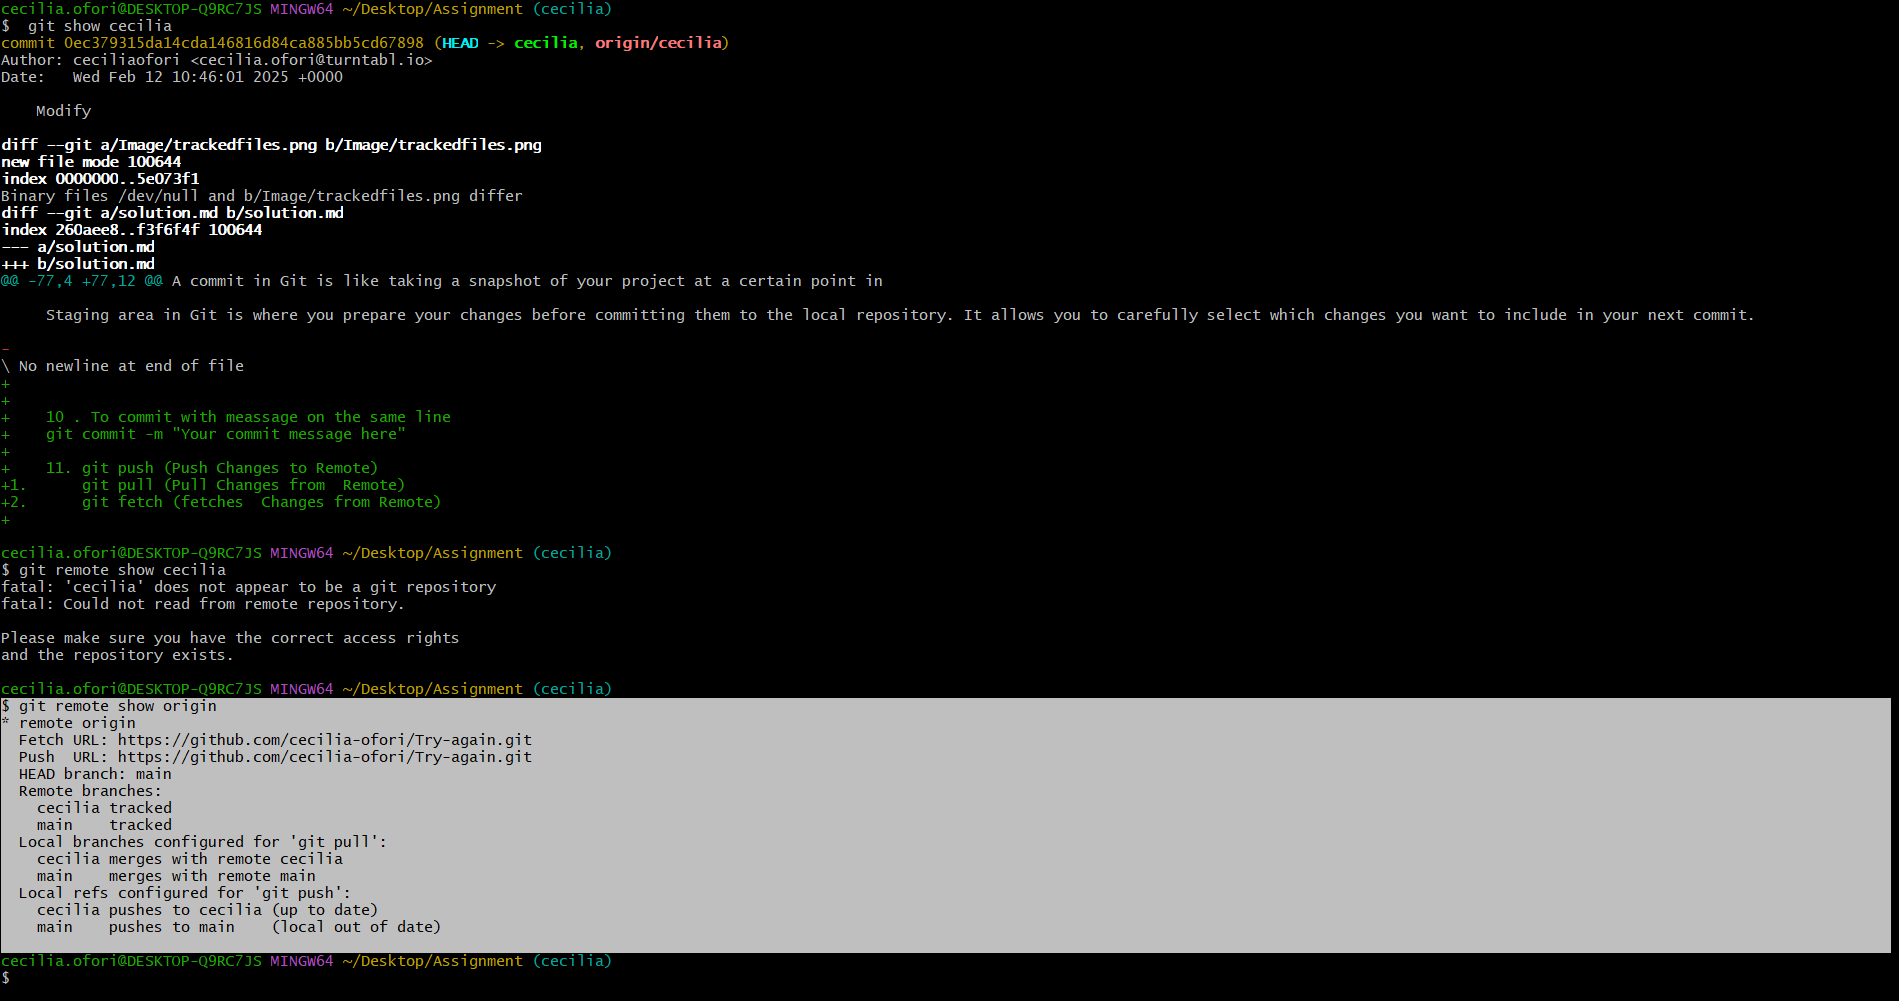 cecilia.ofori@DESKTOP-Q9RC7JS MINGW64 ~/Desktop/Assignment (cecilia)
$  git show cecilia
commit 0ec379315da14cda146816d84ca885bb5cd67898 (HEAD -> cecilia, origin/cecilia)
Author: ceciliaofori <cecilia.ofori@turntabl.io>
Date:   Wed Feb 12 10:46:01 2025 +0000
    Modify
diff --git a/Image/trackedfiles.png b/Image/trackedfiles.png
new file mode 100644
index 0000000..5e073f1
Binary files /dev/null and b/Image/trackedfiles.png differ
diff --git a/solution.md b/solution.md
index 260aee8..f3f6f4f 100644
--- a/solution.md
+++ b/solution.md
@@ -77,4 +77,12 @@ A commit in Git is like taking a snapshot of your project at a certain point in
     Staging area in Git is where you prepare your changes before committing them to the local repository. It allows you to carefully select which changes you want to include in your next commit.
-
\ No newline at end of file
+
+
+    10 . To commit with meassage on the same line
+    git commit -m "Your commit message here"
+
+    11. git push (Push Changes to Remote)
+1.      git pull (Pull Changes from  Remote)
+2.      git fetch (fetches  Changes from Remote)
+
cecilia.ofori@DESKTOP-Q9RC7JS MINGW64 ~/Desktop/Assignment (cecilia)
$ git remote show cecilia
fatal: 'cecilia' does not appear to be a git repository
fatal: Could not read from remote repository.
Please make sure you have the correct access rights
and the repository exists.
cecilia.ofori@DESKTOP-Q9RC7JS MINGW64 ~/Desktop/Assignment (cecilia)
$ git remote show origin
* remote origin
  Fetch URL: https://github.com/cecilia-ofori/Try-again.git
  Push  URL: https://github.com/cecilia-ofori/Try-again.git
  HEAD branch: main
  Remote branches:
    cecilia tracked
    main    tracked
  Local branches configured for 'git pull':
    cecilia merges with remote cecilia
    main    merges with remote main
  Local refs configured for 'git push':
    cecilia pushes to cecilia (up to date)
    main    pushes to main    (local out of date)
cecilia.ofori@DESKTOP-Q9RC7JS MINGW64 ~/Desktop/Assignment (cecilia)
$